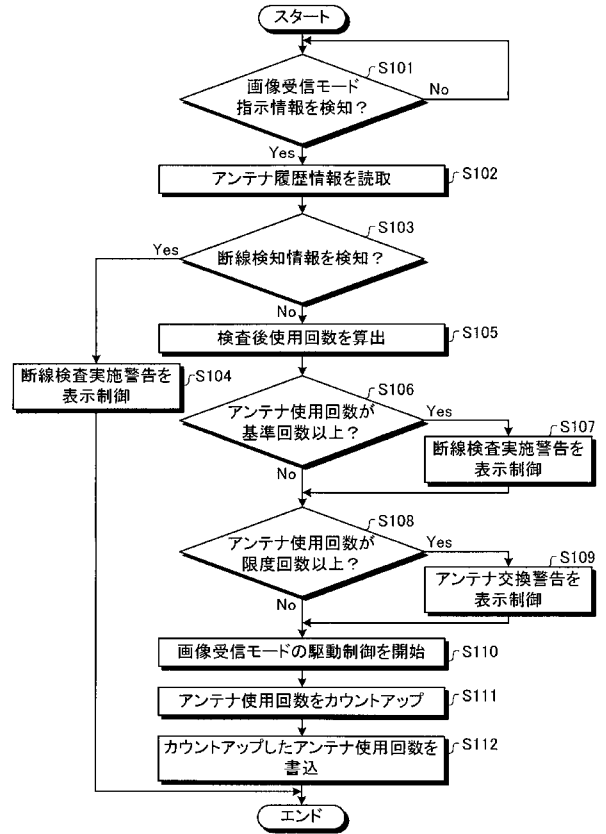 スタート
S101
画像受信モード
指示情報を検知？
No
Yes
アンテナ履歴情報を読取
S102
S103
断線検知情報を検知？
Yes
No
検査後使用回数を算出
S105
断線検査実施警告を
表示制御
S104
S106
アンテナ使用回数が
基準回数以上？
Yes
No
S107
断線検査実施警告を
表示制御
S108
アンテナ使用回数が
限度回数以上？
Yes
No
S109
アンテナ交換警告を
表示制御
画像受信モードの駆動制御を開始
S110
アンテナ使用回数をカウントアップ
S111
カウントアップしたアンテナ使用回数を
書込
S112
エンド